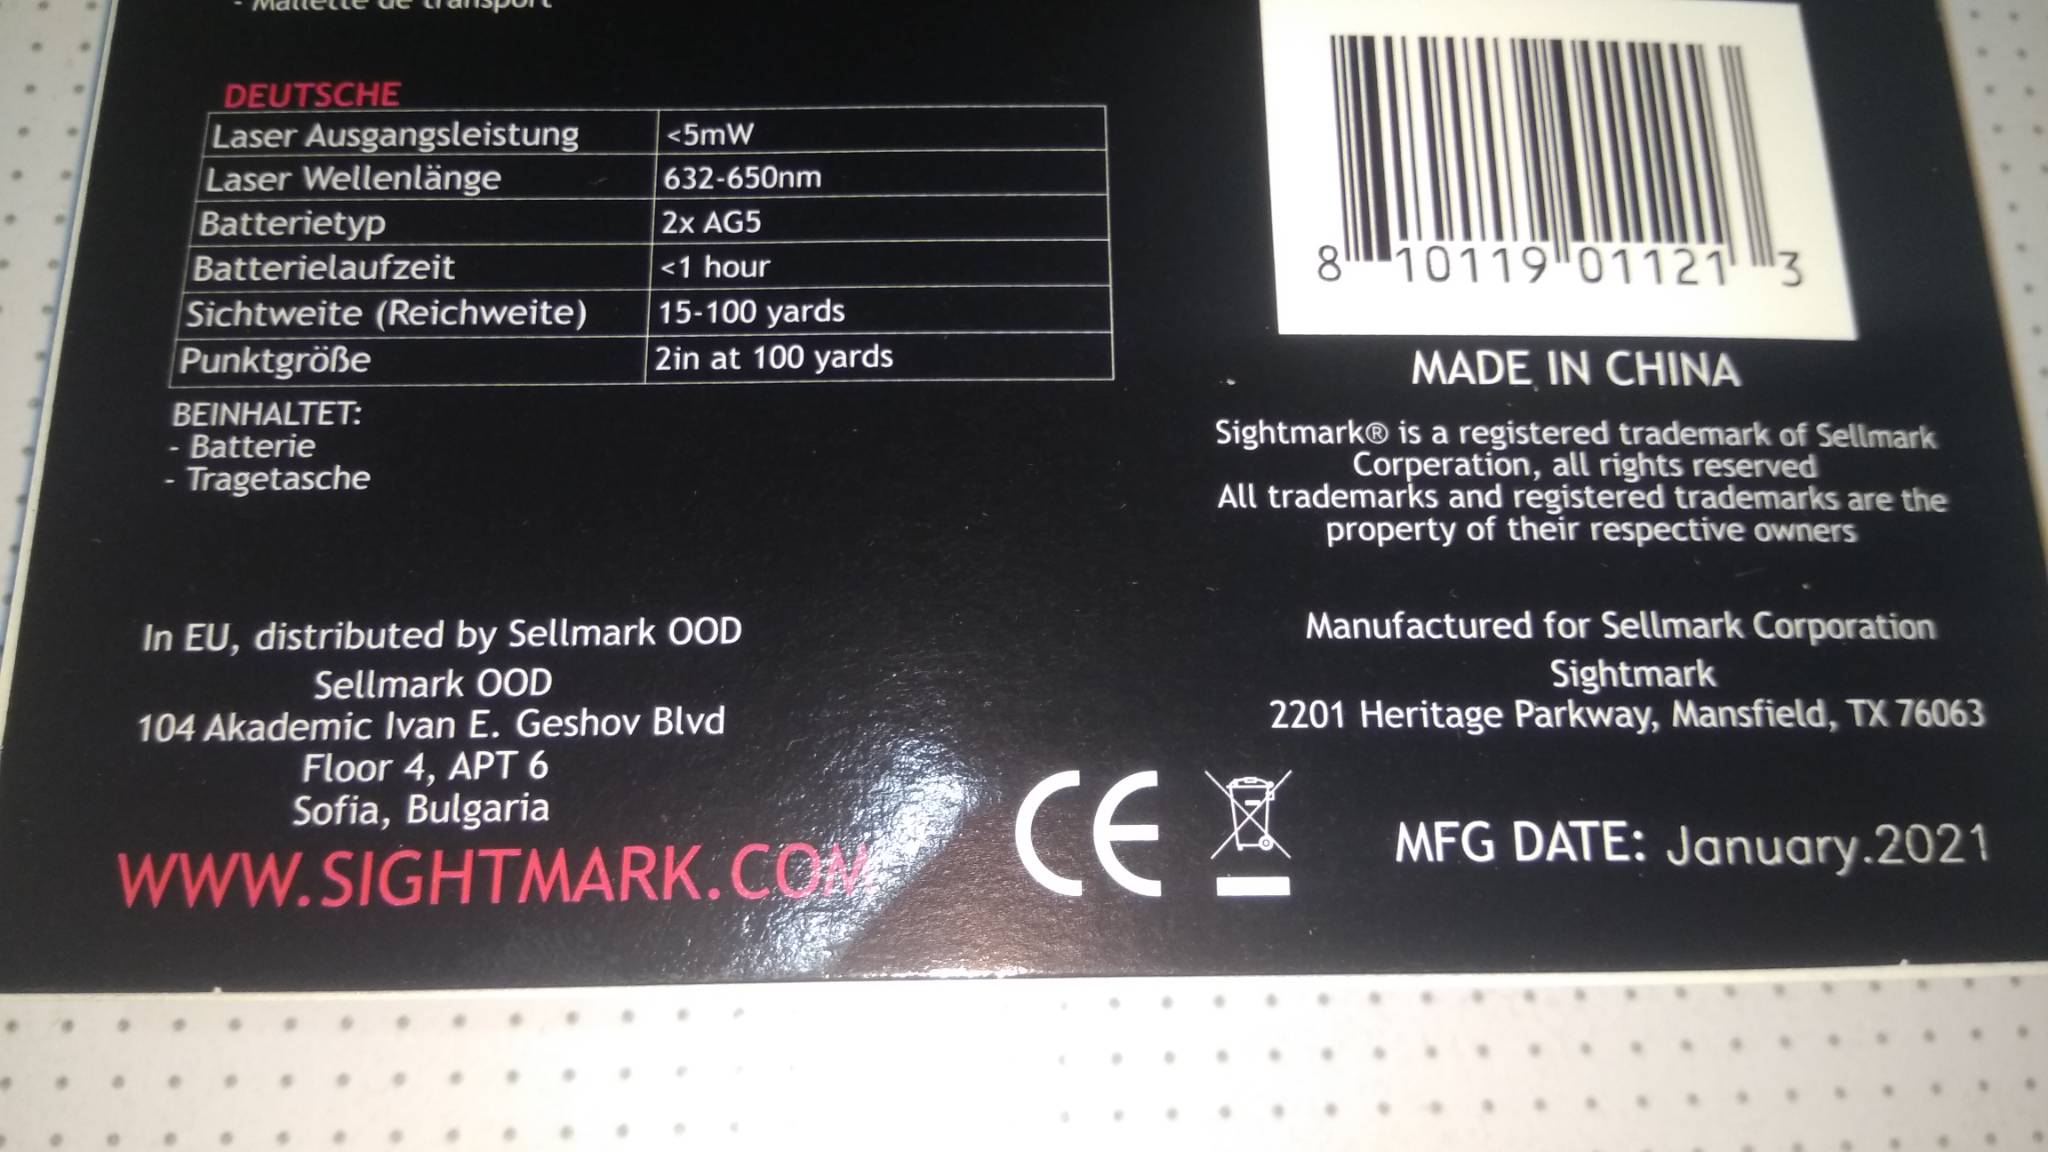 - Mallette de transport
DEUTSCHE
Laser Ausgangsleistung <5mW
Laser Wellenlänge 632-650nm
Batterietyp 2x AG5
Batterielaufzeit <1 hour
Sichtweite (Reichweite) 15-100 yards
Punktgröße 2in at 100 yards
BEINHALTET:
- Batterie
- Tragetasche
In EU, distributed by Sellmark OOD
Sellmark OOD
104 Akademic Ivan E. Geshov Blvd
Floor 4, APT 6
Sofia, Bulgaria
WWW.SIGHTMARK.COM
8 10119 01121 3
MADE IN CHINA
Sightmark® is a registered trademark of Sellmark
Corperation, all rights reserved
All trademarks and registered trademarks are the
property of their respective owners
Manufactured for Sellmark Corporation
Sightmark
2201 Heritage Parkway, Mansfield, TX 76063
CE
MFG DATE: January.2021